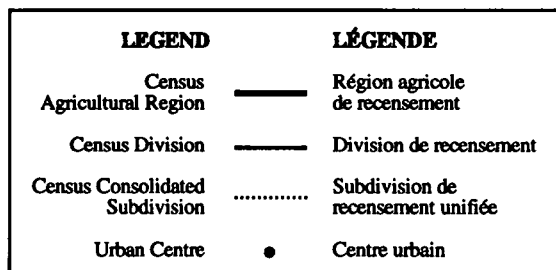 LEGEND LÉGENDE
Census Région agricole
Agricultural Region de recensement
Census Division Division de recensement
Census Consolidated Subdivision de
Subdivision recensement unifiée
Urban Centre Centre urbain